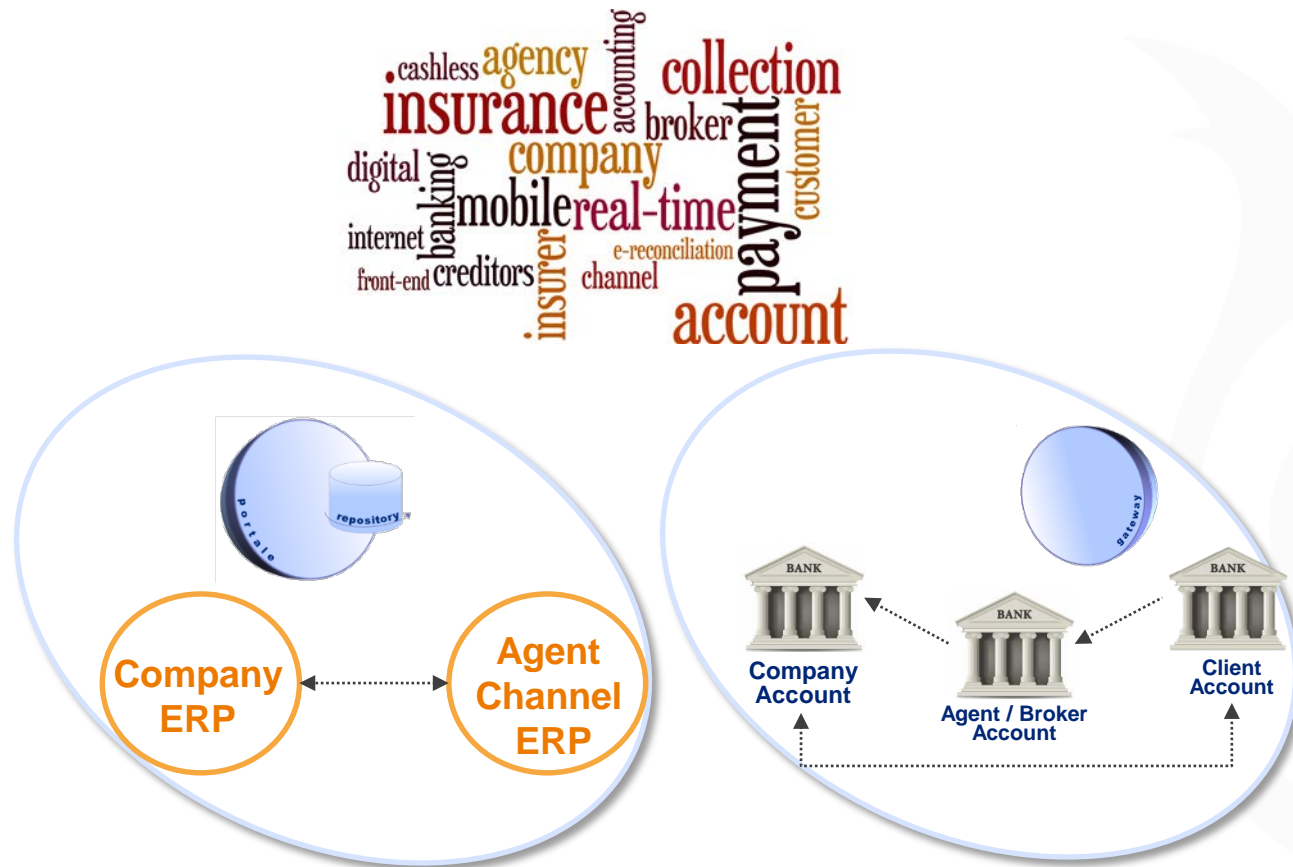 cashless
agency
accounting
collection
insurance
broker
payment
customer
company
digital
banking
mobile
real-time
internet
insurer
e-reconciliation
front-end
creditors
channel
account
portale
repository
gateway
BANK
BANK
BANK
Company
ERP
Agent
Channel
ERP
Company
Account
Agent / Broker
Account
Client
Account